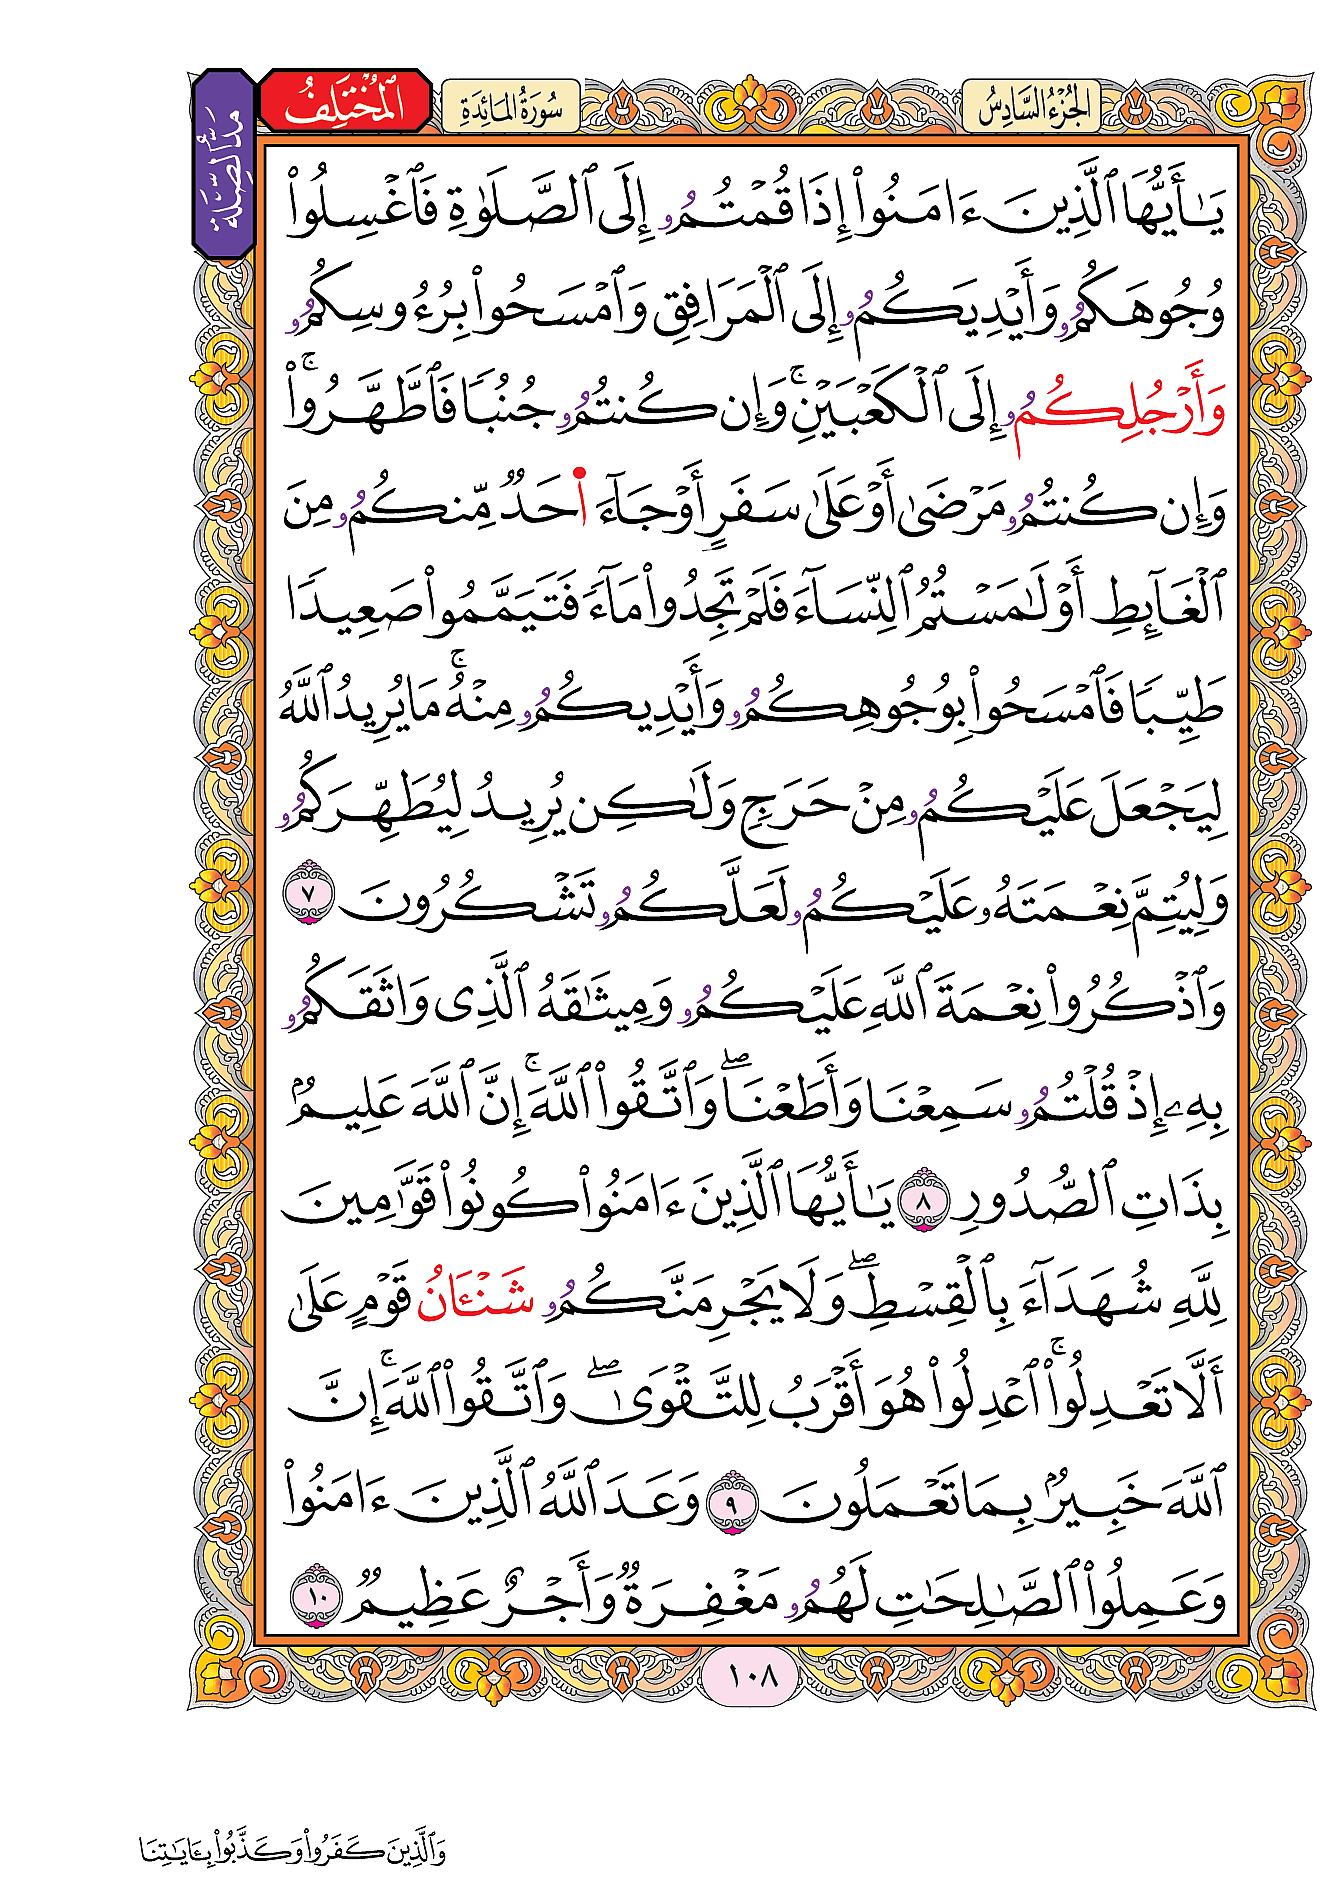 الجُزْءُ السَّادِسُ
سُورَةُ المَائِدَةِ
المُخْتَلِفُ
مَدُّ الصِّلَة
يَٰٓأَيُّهَا ٱلَّذِينَ ءَامَنُوا۟ إِذَا قُمْتُمُۥ إِلَى ٱلصَّلَوٰةِ فَٱغْسِلُوا۟
وُجُوهَكُمُۥ وَأَيْدِيَكُمُۥ إِلَى ٱلْمَرَافِقِ وَٱمْسَحُوا۟ بِرُءُوسِكُمُۥ
وَأَرْجُلِكُمُۥ إِلَى ٱلْكَعْبَيْنِۚ وَإِن كُنتُمُۥ جُنُبًا فَٱطَّهَّرُوا۟ۚ
وَإِن كُنتُمُۥ مَرْضَىٰ أَوْ عَلَىٰ سَفَرٍ أَوْ جَآءَ ا۬حَدٌ مِّنكُمُۥ مِنَ
ٱلْغَآئِطِ أَوْ لَٰمَسْتُمُ ٱلنِّسَآءَ فَلَمْ تَجِدُوا۟ مَآءً فَتَيَمَّمُوا۟ صَعِيدًا
طَيِّبًا فَٱمْسَحُوا۟ بِوُجُوهِكُمُۥ وَأَيْدِيكُمُۥ مِنْهُۚ مَا يُرِيدُ ٱللَّهُ
لِيَجْعَلَ عَلَيْكُمُۥ مِنْ حَرَجٍ وَلَٰكِن يُرِيدُ لِيُطَهِّرَكُمُۥ
وَلِيُتِمَّ نِعْمَتَهُۥ عَلَيْكُمُۥ لَعَلَّكُمُۥ تَشْكُرُونَ ٧
وَٱذْكُرُوا۟ نِعْمَةَ ٱللَّهِ عَلَيْكُمُۥ وَمِيثَٰقَهُ ٱلَّذِى وَاثَقَكُمُۥ
بِهِۦ إِذْ قُلْتُمُۥ سَمِعْنَا وَأَطَعْنَاۖ وَٱتَّقُوا۟ ٱللَّهَۚ إِنَّ ٱللَّهَ عَلِيمٌۢ
بِذَاتِ ٱلصُّدُورِ ٨ يَٰٓأَيُّهَا ٱلَّذِينَ ءَامَنُوا۟ كُونُوا۟ قَوَّٰمِينَ
لِلَّهِ شُهَدَآءَ بِٱلْقِسْطِۖ وَلَا يَجْرِمَنَّكُمُۥ شَنْـَٔانُ قَوْمٍ عَلَىٰ
أَلَّا تَعْدِلُوا۟ۚ ٱعْدِلُوا۟ هُوَ أَقْرَبُ لِلتَّقْوَىٰۖ وَٱتَّقُوا۟ ٱللَّهَۚ إِنَّ
ٱللَّهَ خَبِيرٌۢ بِمَا تَعْمَلُونَ ٩ وَعَدَ ٱللَّهُ ٱلَّذِينَ ءَامَنُوا۟
وَعَمِلُوا۟ ٱلصَّٰلِحَٰتِ لَهُمُۥ مَغْفِرَةٌ وَأَجْرٌ عَظِيمٌ ١٠
١٠٨
وَٱلَّذِينَ كَفَرُوا۟ وَكَذَّبُوا۟ بِـَٔايَٰتِنَا